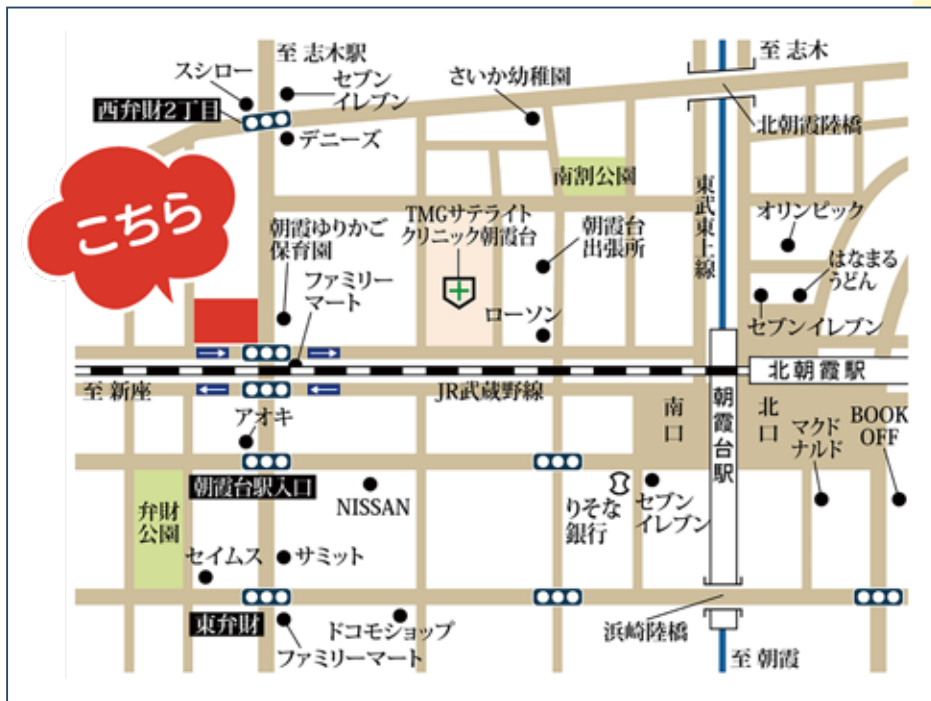 至 志木駅
至 志木
スシロー
セブン
イレブン
さいか幼稚園
西弁財2丁目
北朝霞陸橋
デニーズ
南割公園
こちら
東武東上線
オリンピック
朝霞ゆりかご
保育園
TMGサテライト
クリニック朝霞台
朝霞台
出張所
はなまる
うどん
ファミリー
マート
ローソン
セブンイレブン
至 新座
JR武蔵野線
北朝霞駅
朝霞台駅
南口
北口
アオキ
マクド
ナルド
BOOK
OFF
朝霞台駅入口
NISSAN
りそな
銀行
セブン
イレブン
弁財
公園
セイムス
サミット
東弁財
ドコモショップ
浜崎陸橋
ファミリーマート
至 朝霞